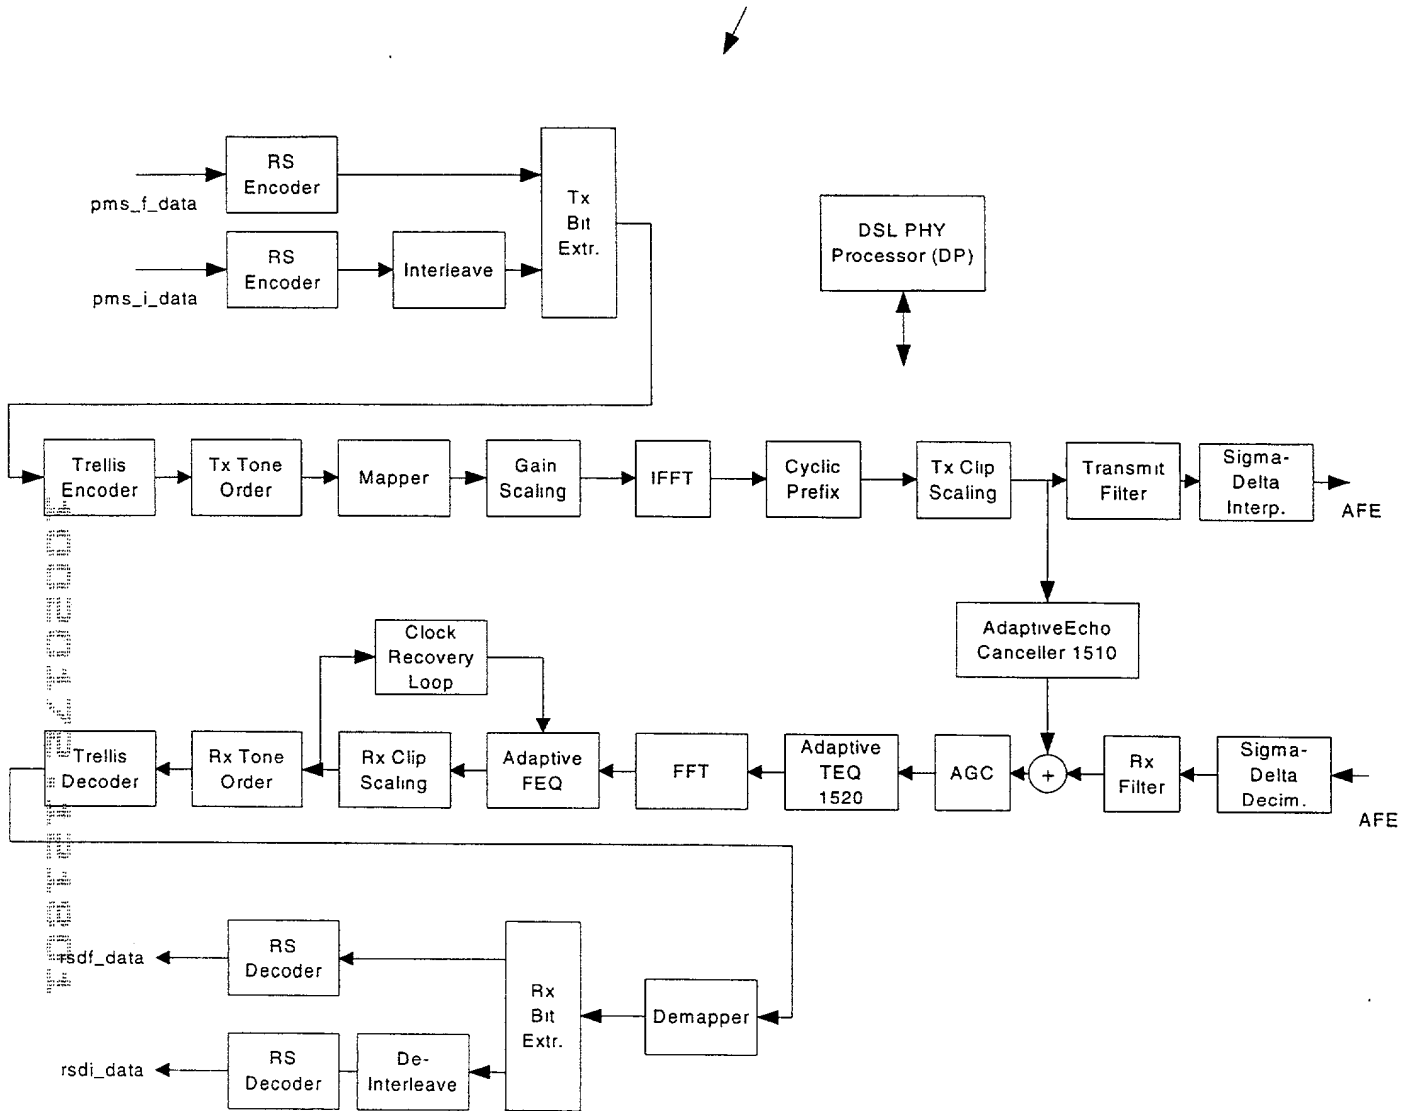 RS
Encoder
pms_f_data
RS
Encoder
pms_i_data
Interleave
Tx
Bit
Extr.
DSL PHY
Processor (DP)
Trellis
Encoder
Tx Tone
Order
Mapper
Gain
Scaling
IFFT
Cyclic
Prefix
Tx Clip
Scaling
Transmit
Filter
Sigma-
Delta
Interp.
AFE
AdaptiveEcho
Canceller 1510
Clock
Recovery
Loop
Trellis
Decoder
Rx Tone
Order
Rx Clip
Scaling
Adaptive
FEQ
FFT
Adaptive
TEQ
1520
AGC
+
Rx
Filter
Sigma-
Delta
Decim.
AFE
rsdf_data
RS
Decoder
rsdi_data
RS
Decoder
De-
Interleave
Rx
Bit
Extr.
Demapper